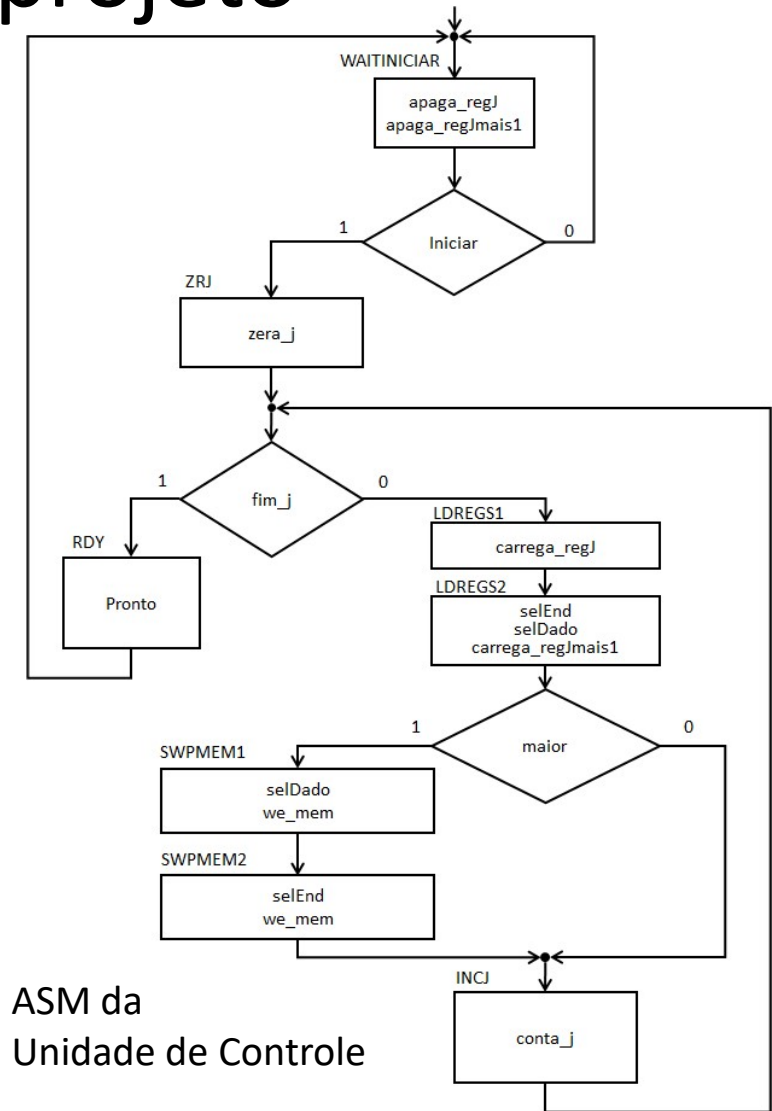 projeto
WAITINICIAR
apaga_regJ
apaga_regJmais1
1
Iniciar
0
ZRJ
zera_j
1
fim_j
0
RDY
Pronto
LDREGS1
carrega_regJ
LDREGS2
selEnd
selDado
carrega_regJmais1
1
maior
0
SWPMEM1
selDado
we_mem
SWPMEM2
selEnd
we_mem
INCJ
conta_j
ASM da
Unidade de Controle